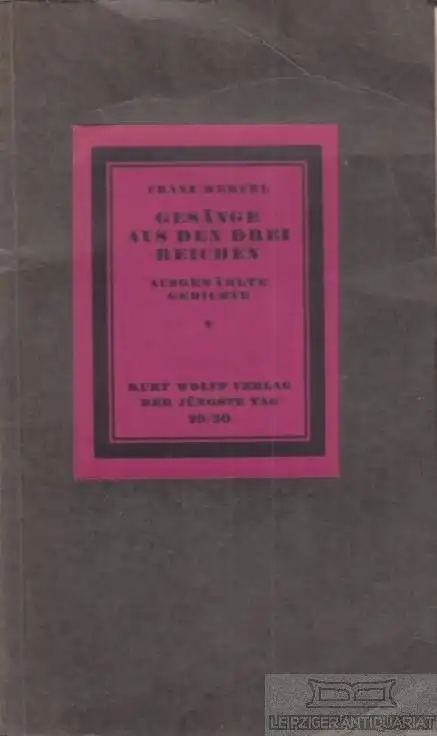 FRANZ WERFEL
GESÄNGE
AUS DEN DREI
REICHEN
AUSGEWÄHLTE
GEDICHTE
KURT WOLFF VERLAG
DER JÜNGSTE TAG
29/30
LEIPZIGER ANTIQUARIAT